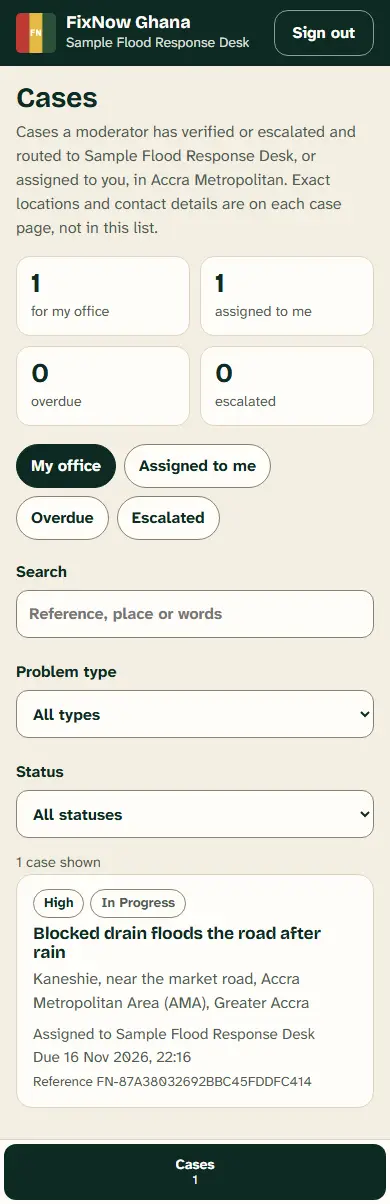 FN
FixNow Ghana
Sample Flood Response Desk
Sign out
Cases
Cases a moderator has verified or escalated and
routed to Sample Flood Response Desk, or
assigned to you, in Accra Metropolitan. Exact
locations and contact details are on each case
page, not in this list.
1
for my office
1
assigned to me
0
overdue
0
escalated
My office
Assigned to me
Overdue
Escalated
Search
Reference, place or words
Problem type
All types
Status
All statuses
1 case shown
High
In Progress
Blocked drain floods the road after
rain
Kaneshie, near the market road, Accra
Metropolitan Area (AMA), Greater Accra
Assigned to Sample Flood Response Desk
Due 16 Nov 2026, 22:16
Reference FN-87A38032692BBC45FDDFC414
Cases
1